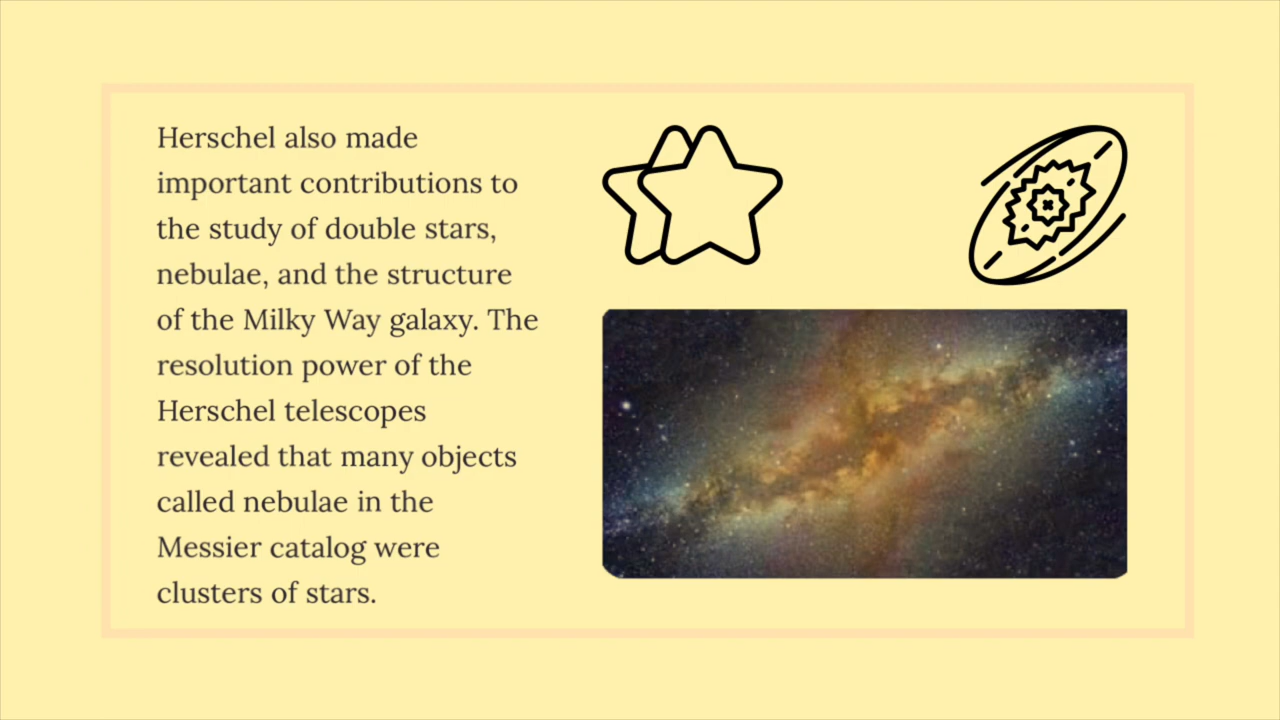 Herschel also made
important contributions to
the study of double stars,
nebulae, and the structure
of the Milky Way galaxy. The
resolution power of the
Herschel telescopes
revealed that many objects
called nebulae in the
Messier catalog were
clusters of stars.